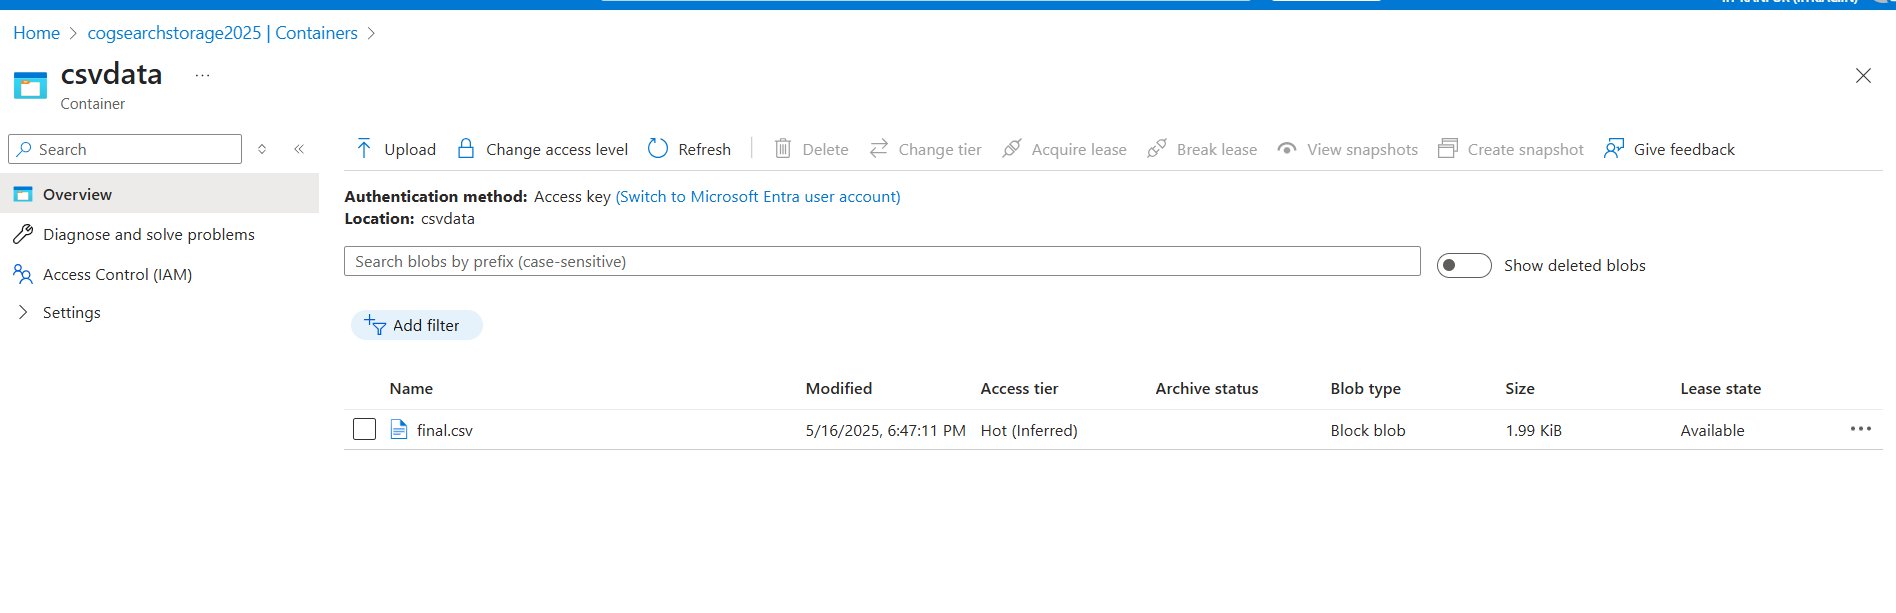 Home > cogsearchstorage2025 | Containers >
csvdata ...
Container
Search
Upload Change access level Refresh Delete Change tier Acquire lease Break lease View snapshots Create snapshot Give feedback
Overview
Diagnose and solve problems
Access Control (IAM)
Settings
Authentication method: Access key (Switch to Microsoft Entra user account)
Location: csvdata
Search blobs by prefix (case-sensitive)
Show deleted blobs
Add filter
Name Modified Access tier Archive status Blob type Size Lease state
final.csv 5/16/2025, 6:47:11 PM Hot (Inferred) Block blob 1.99 KiB Available